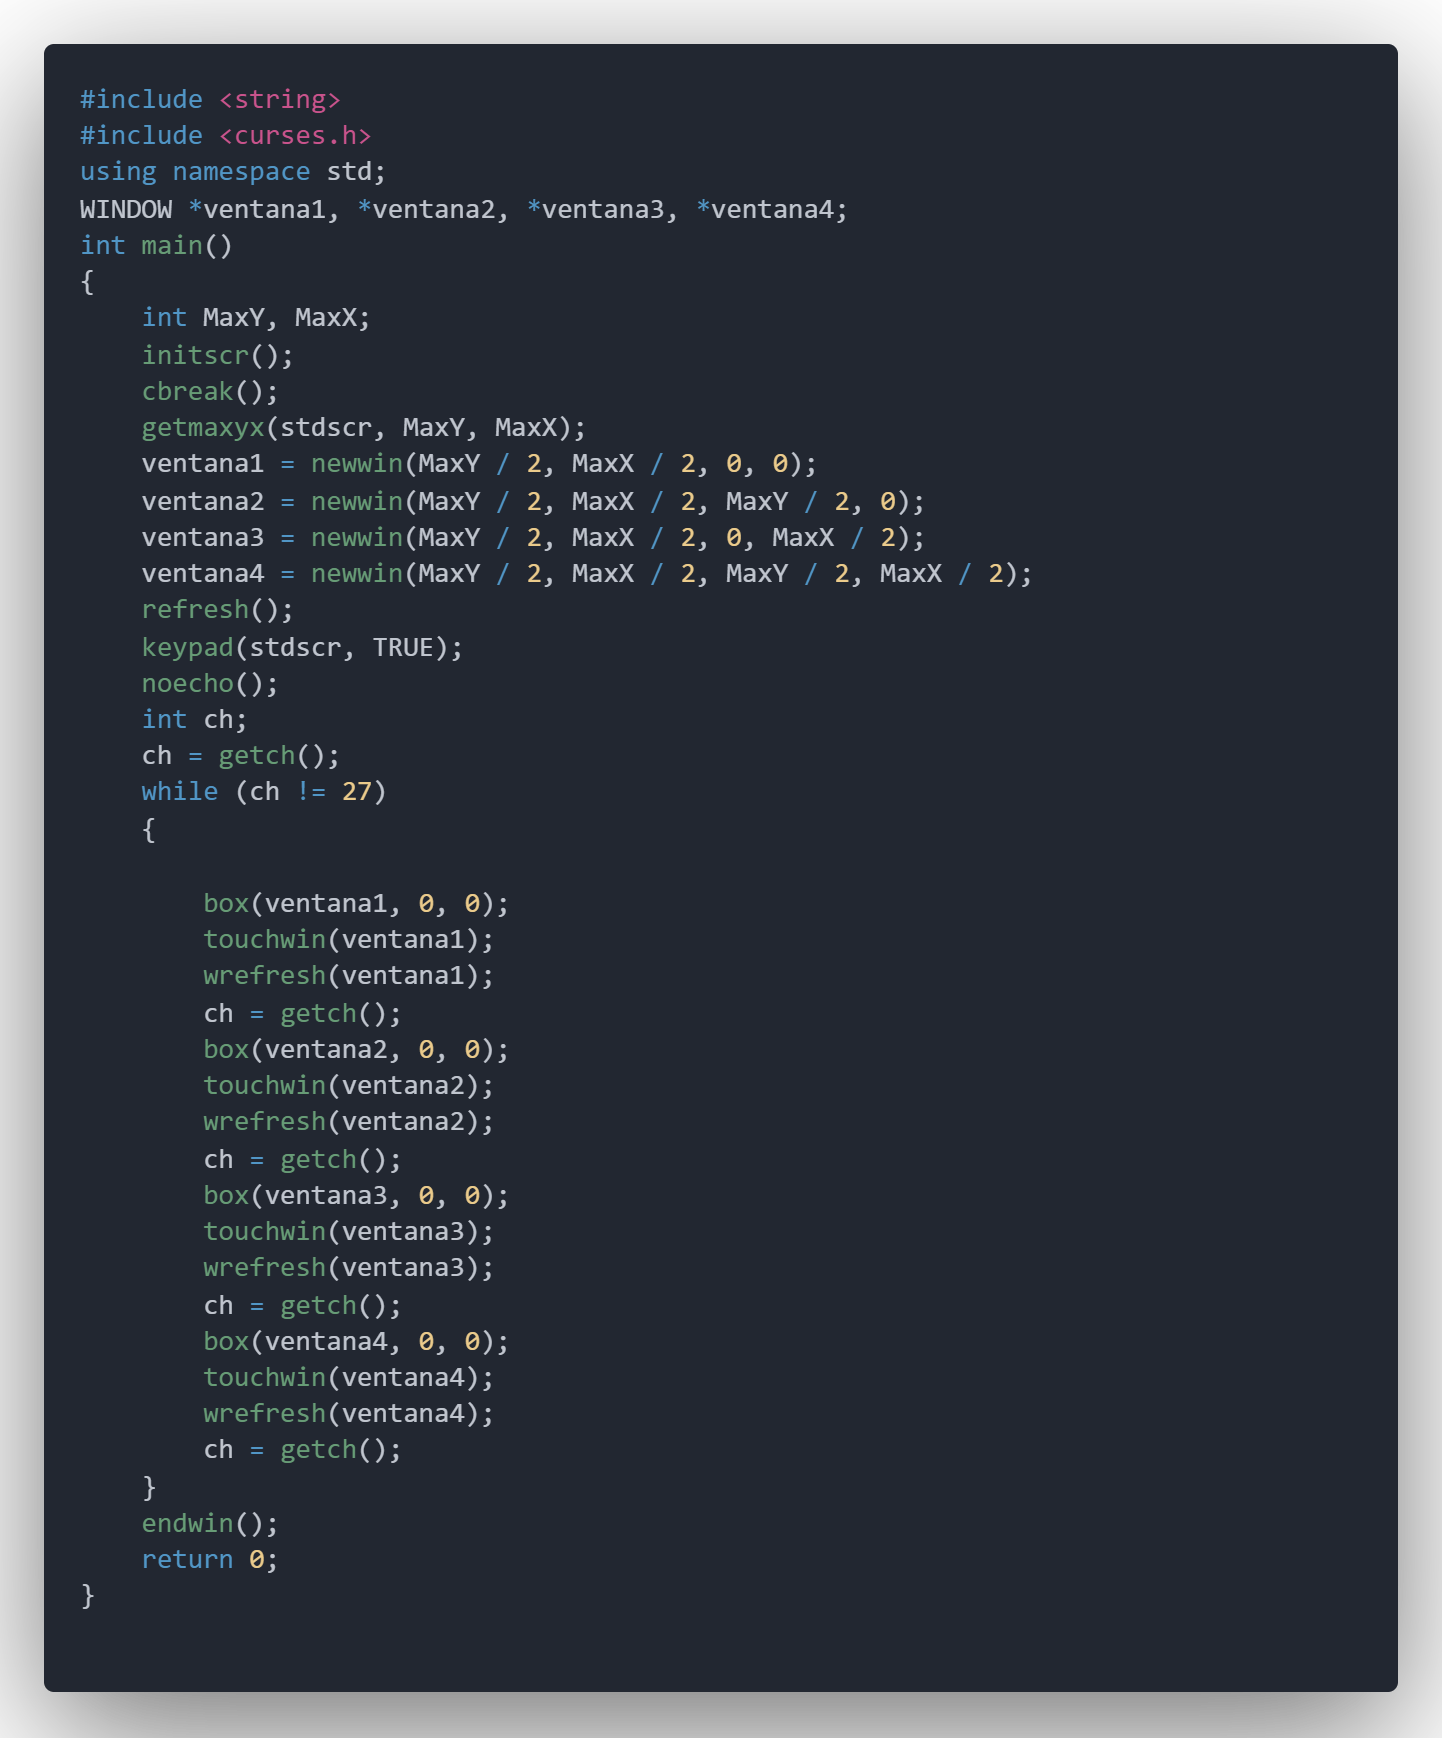 #include <string>
#include <curses.h>
using namespace std;
WINDOW *ventana1, *ventana2, *ventana3, *ventana4;
int main()
{
    int MaxY, MaxX;
    initscr();
    cbreak();
    getmaxyx(stdscr, MaxY, MaxX);
    ventana1 = newwin(MaxY / 2, MaxX / 2, 0, 0);
    ventana2 = newwin(MaxY / 2, MaxX / 2, MaxY / 2, 0);
    ventana3 = newwin(MaxY / 2, MaxX / 2, 0, MaxX / 2);
    ventana4 = newwin(MaxY / 2, MaxX / 2, MaxY / 2, MaxX / 2);
    refresh();
    keypad(stdscr, TRUE);
    noecho();
    int ch;
    ch = getch();
    while (ch != 27)
    {

        box(ventana1, 0, 0);
        touchwin(ventana1);
        wrefresh(ventana1);
        ch = getch();
        box(ventana2, 0, 0);
        touchwin(ventana2);
        wrefresh(ventana2);
        ch = getch();
        box(ventana3, 0, 0);
        touchwin(ventana3);
        wrefresh(ventana3);
        ch = getch();
        box(ventana4, 0, 0);
        touchwin(ventana4);
        wrefresh(ventana4);
        ch = getch();
    }
    endwin();
    return 0;
}